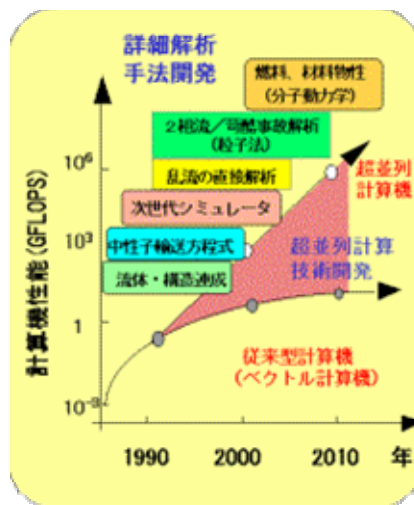 詳細解析
手法開発
燃料、材料物性
(分子動力学)
2相流/苛酷事故解析
(粒子法)
乱流の直接解析
次世代シミュレータ
中性子輸送方程式
流体・構造連成
超並列
計算機
超並列計算
技術開発
従来型計算機
(ベクトル計算機)
計算機性能(GFLOPS)
10⁶
10³
1
10⁻³
1990
2000
2010
年